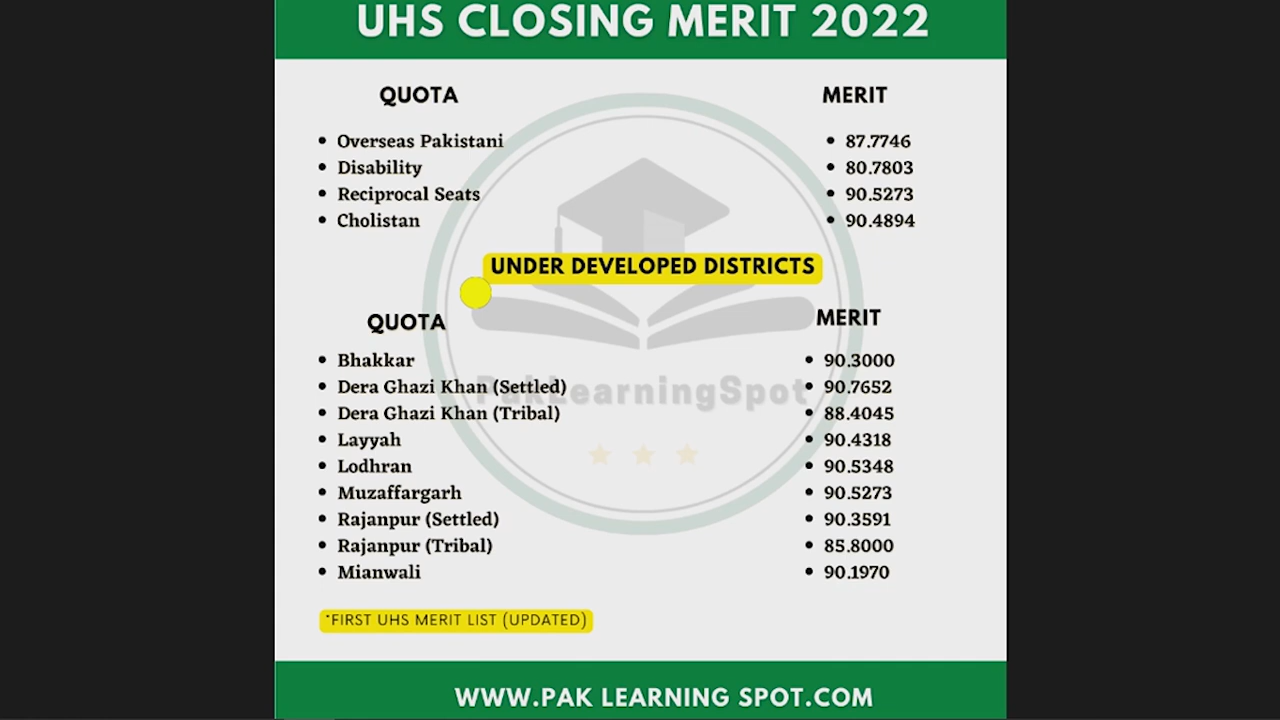 UHS CLOSING MERIT 2022
QUOTA MERIT
• Overseas Pakistani • 87.7746
• Disability • 80.7803
• Reciprocal Seats • 90.5273
• Cholistan • 90.4894
UNDER DEVELOPED DISTRICTS
QUOTA MERIT
• Bhakkar • 90.3000
• Dera Ghazi Khan (Settled) • 90.7652
• Dera Ghazi Khan (Tribal) • 88.4045
PakLearningSpot
• Layyah • 90.4318
• Lodhran • 90.5348
• Muzaffargarh • 90.5273
• Rajanpur (Settled) • 90.3591
• Rajanpur (Tribal) • 85.8000
• Mianwali • 90.1970
*FIRST UHS MERIT LIST (UPDATED)
WWW.PAK LEARNING SPOT.COM